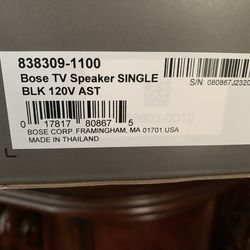 838309-1100
Bose TV Speaker SINGLE
BLK 120V AST
S/N: 080867J2320
0 17817 80867 5
BOSE CORP. FRAMINGHAM, MA 01701 USA
MADE IN THAILAND